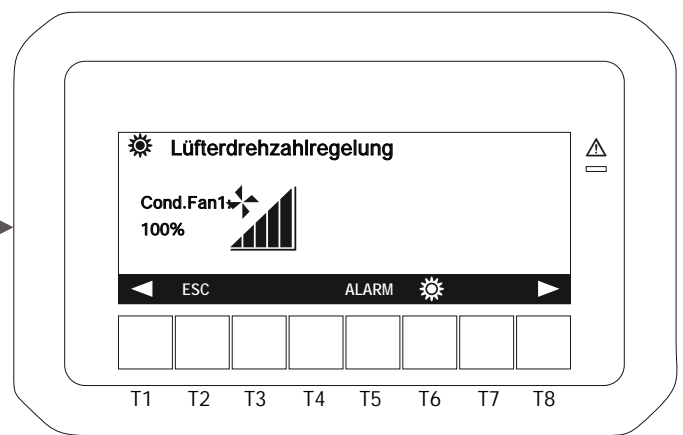 Lüfterdrehzahlregelung
Cond.Fan1:
100%
ESC ALARM
T1 T2 T3 T4 T5 T6 T7 T8